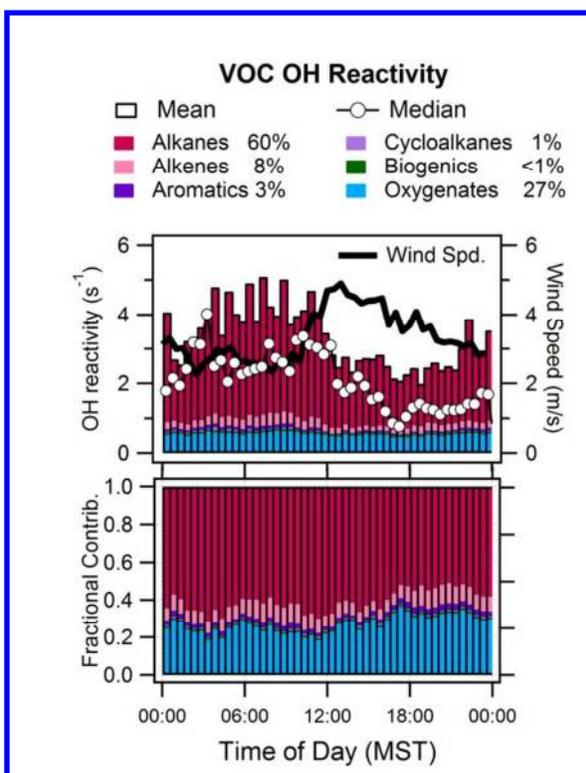 VOC OH Reactivity
Mean Median
Alkanes 60% Cycloalkanes 1%
Alkenes 8% Biogenics <1%
Aromatics 3% Oxygenates 27%
Wind Spd.
6 6
4 4
2 2
0 0
OH reactivity (s⁻¹)
Wind Speed (m/s)
1.0
0.8
0.6
0.4
0.2
0.0
Fractional Contrib.
00:00 06:00 12:00 18:00 00:00
Time of Day (MST)